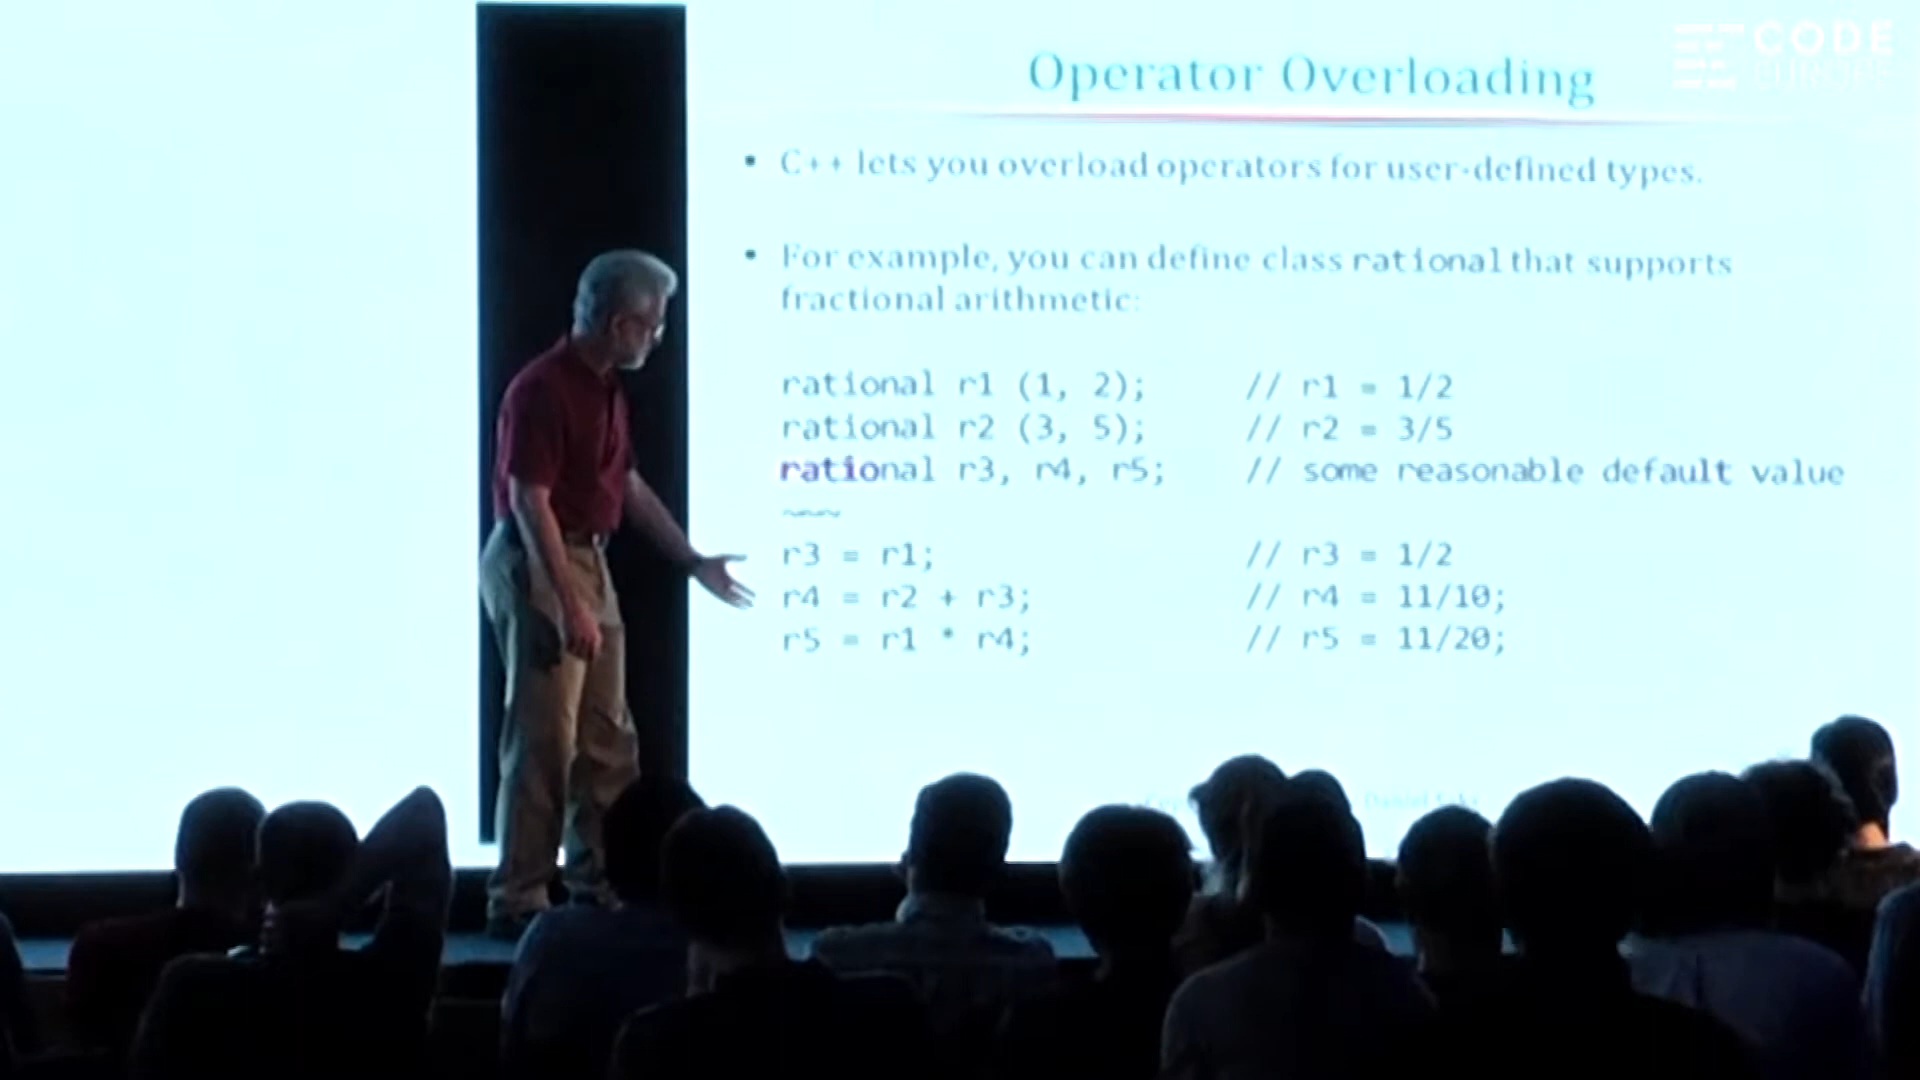 CODE
EUROPE
Operator Overloading
• C++ lets you overload operators for user-defined types.
• For example, you can define class rational that supports
fractional arithmetic:
rational r1 (1, 2); // r1 = 1/2
rational r2 (3, 5); // r2 = 3/5
rational r3, r4, r5; // some reasonable default value
~~~
r3 = r1; // r3 = 1/2
r4 = r2 + r3; // r4 = 11/10;
r5 = r1 * r4; // r5 = 11/20;
Daniel Saks